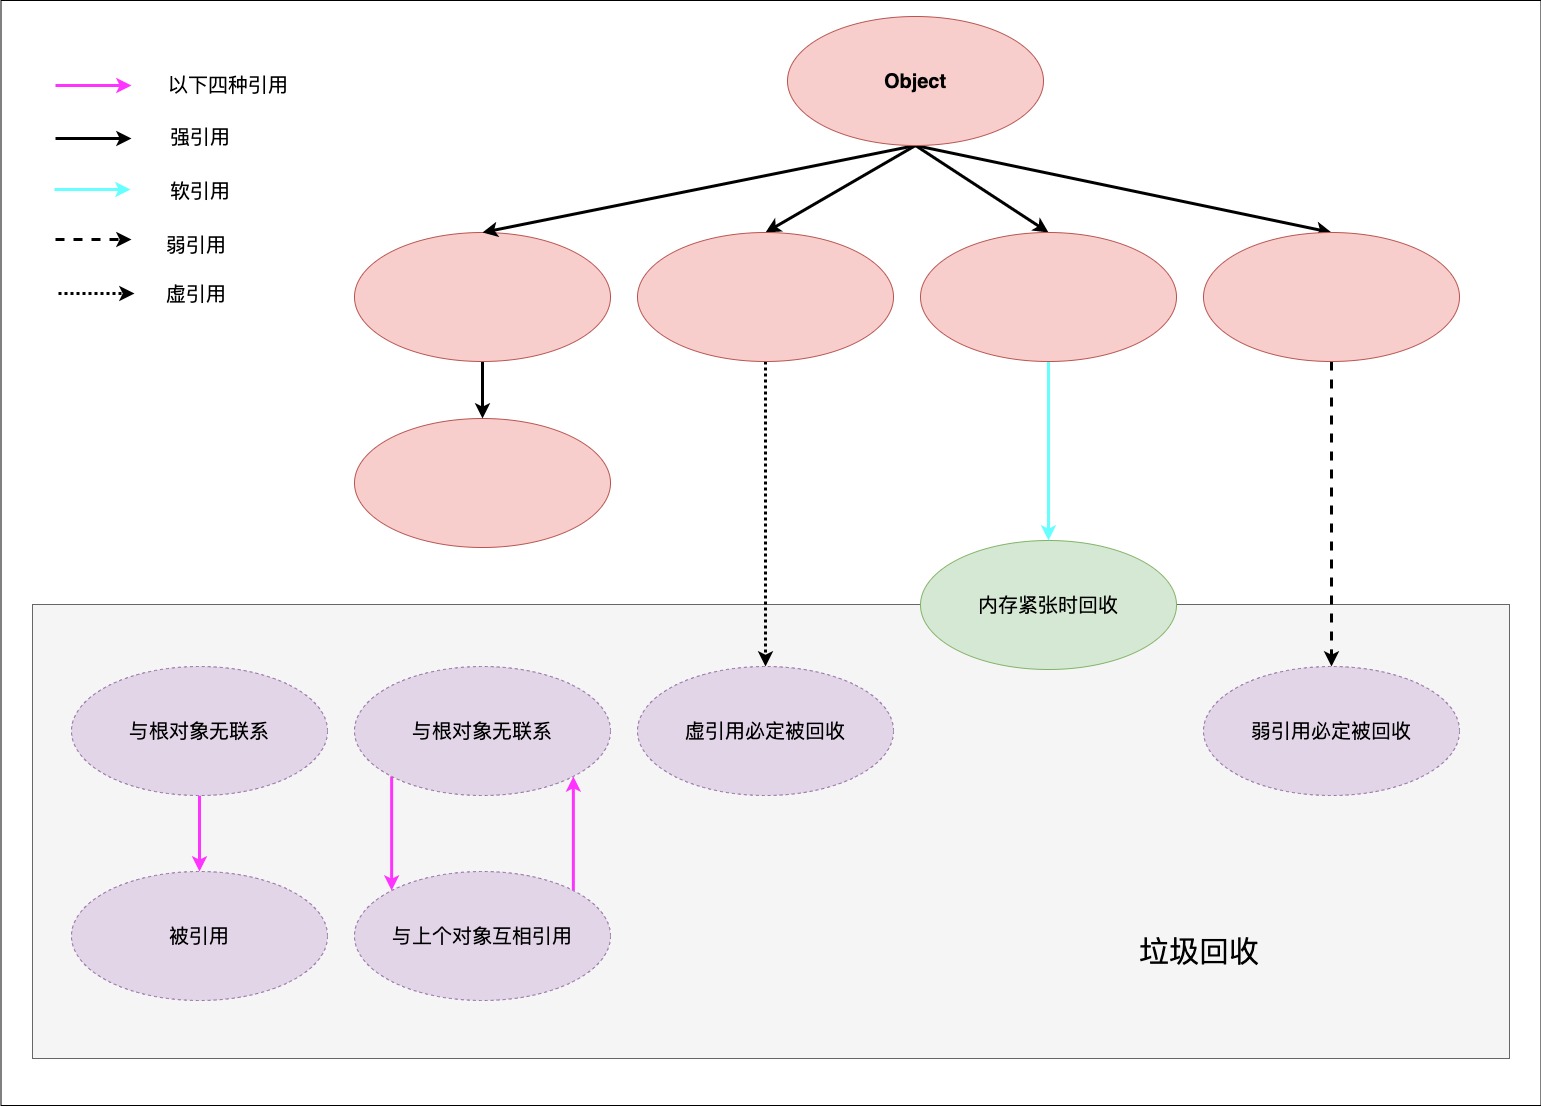 Object
以下四种引用
强引用
软引用
弱引用
虚引用
内存紧张时回收
与根对象无联系
与根对象无联系
虚引用必定被回收
弱引用必定被回收
被引用
与上个对象互相引用
垃圾回收